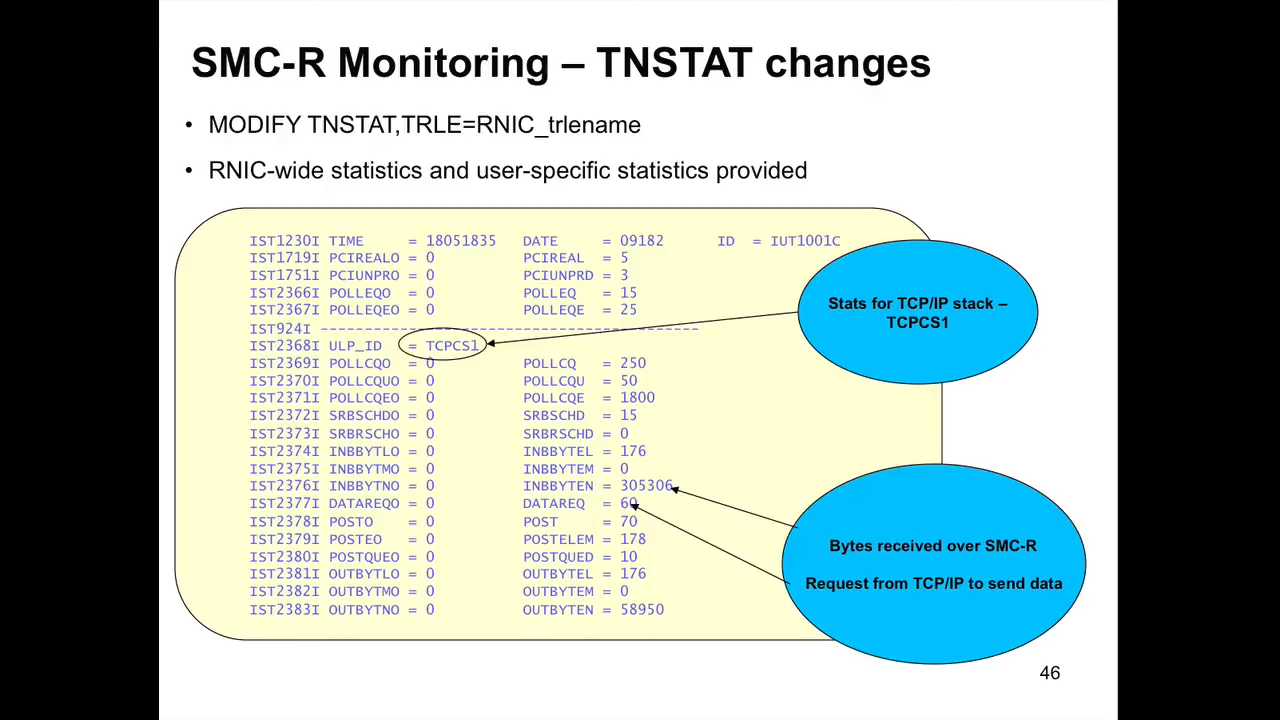 SMC-R Monitoring – TNSTAT changes
• MODIFY TNSTAT,TRLE=RNIC_trlename
• RNIC-wide statistics and user-specific statistics provided
IST1230I TIME = 18051835 DATE = 09182 ID = IUT1001C
IST1719I PCIREALO = 0 PCIREAL = 5
IST1751I PCIUNPRO = 0 PCIUNPRD = 3
IST2366I POLLEQO = 0 POLLEQ = 15
IST2367I POLLEQEO = 0 POLLEQE = 25
IST924I -------------------------------------------
IST2368I ULP_ID = TCPCS1
IST2369I POLLCQO = 0 POLLCQ = 250
IST2370I POLLCQUO = 0 POLLCQU = 50
IST2371I POLLCQEO = 0 POLLCQE = 1800
IST2372I SRBSCHDO = 0 SRBSCHD = 15
IST2373I SRBRSCHO = 0 SRBRSCHD = 0
IST2374I INBBYTLO = 0 INBBYTEL = 176
IST2375I INBBYTMO = 0 INBBYTEM = 0
IST2376I INBBYTNO = 0 INBBYTEN = 305306
IST2377I DATAREQO = 0 DATAREQ = 60
IST2378I POSTO = 0 POST = 70
IST2379I POSTEO = 0 POSTELEM = 178
IST2380I POSTQUEO = 0 POSTQUED = 10
IST2381I OUTBYTLO = 0 OUTBYTEL = 176
IST2382I OUTBYTMO = 0 OUTBYTEM = 0
IST2383I OUTBYTNO = 0 OUTBYTEN = 58950
Stats for TCP/IP stack –
TCPCS1
Bytes received over SMC-R
Request from TCP/IP to send data
46